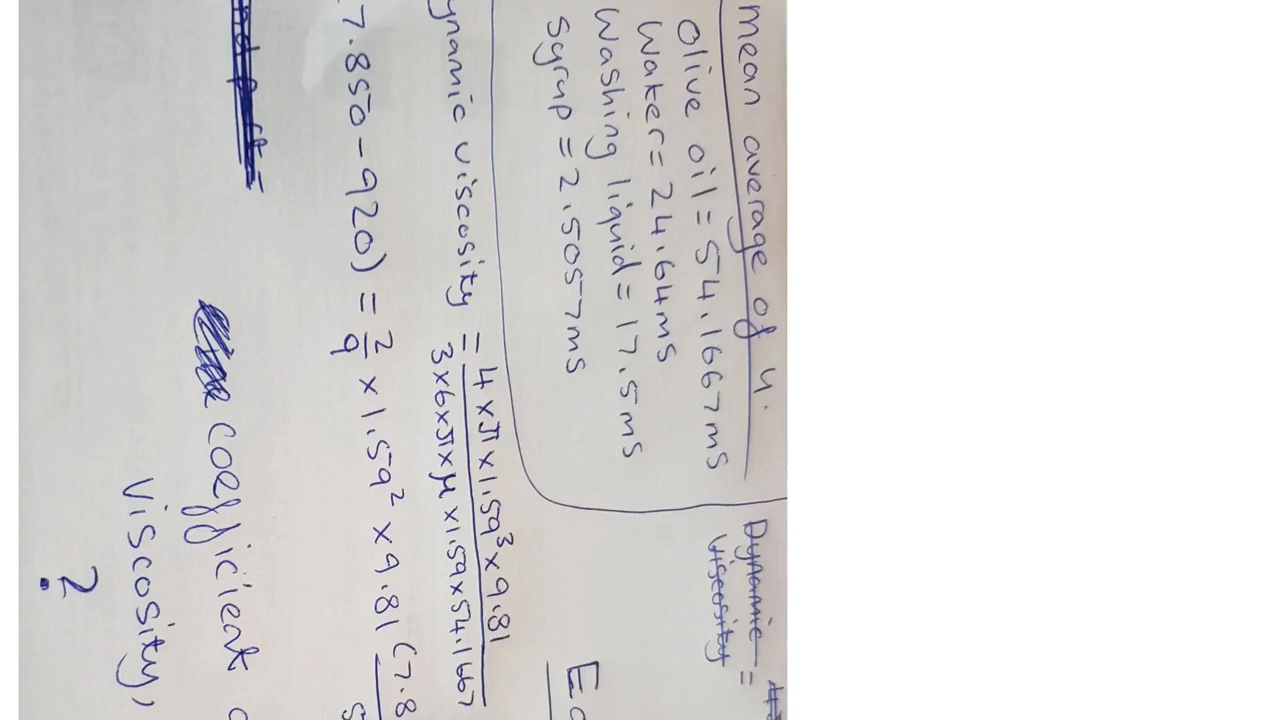 mean average of 4.
Olive oil = 54.1667ms
Water = 24.64ms
Washing liquid = 17.5ms
Syrup = 2.5057ms
Dynamic
viscosity =
ynamic viscosity = 4 x π x 1.59³ x 9.81
3 x 6 x π x μ x 1.59 x 54.1667
7.850 - 920) = 2/9 x 1.59² x 9.81 (7.8
coefficient
viscosity,
?